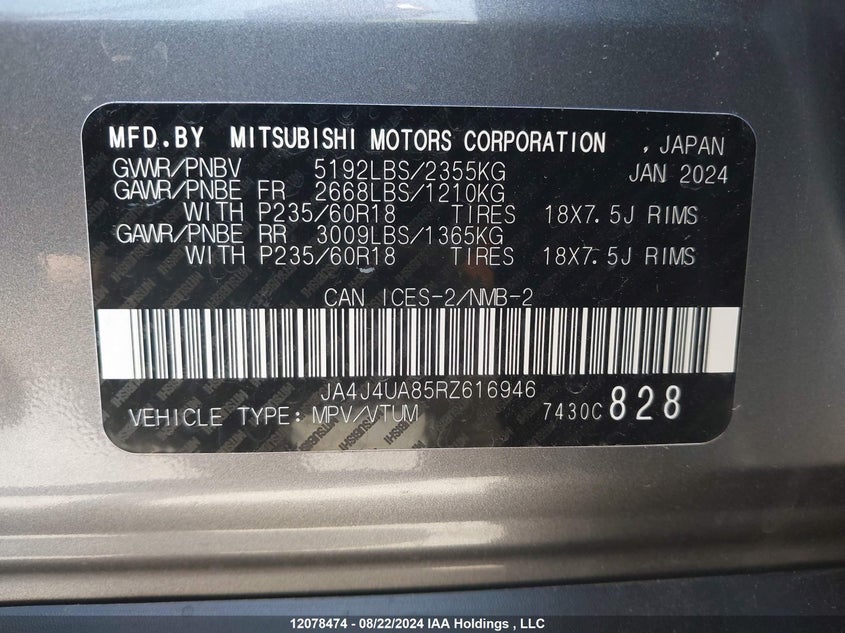 MFD.BY MITSUBISHI MOTORS CORPORATION , JAPAN
GVWR/PNBV 5192LBS/2355KG JAN 2024
GAWR/PNBE FR 2668LBS/1210KG
WITH P235/60R18 TIRES 18X7.5J RIMS
GAWR/PNBE RR 3009LBS/1365KG
WITH P235/60R18 TIRES 18X7.5J RIMS
CAN ICES-2/NMB-2
JA4J4UA85RZ616946
VEHICLE TYPE: MPV/VTUM 7430C 828
12078474 - 08/22/2024 IAA Holdings , LLC